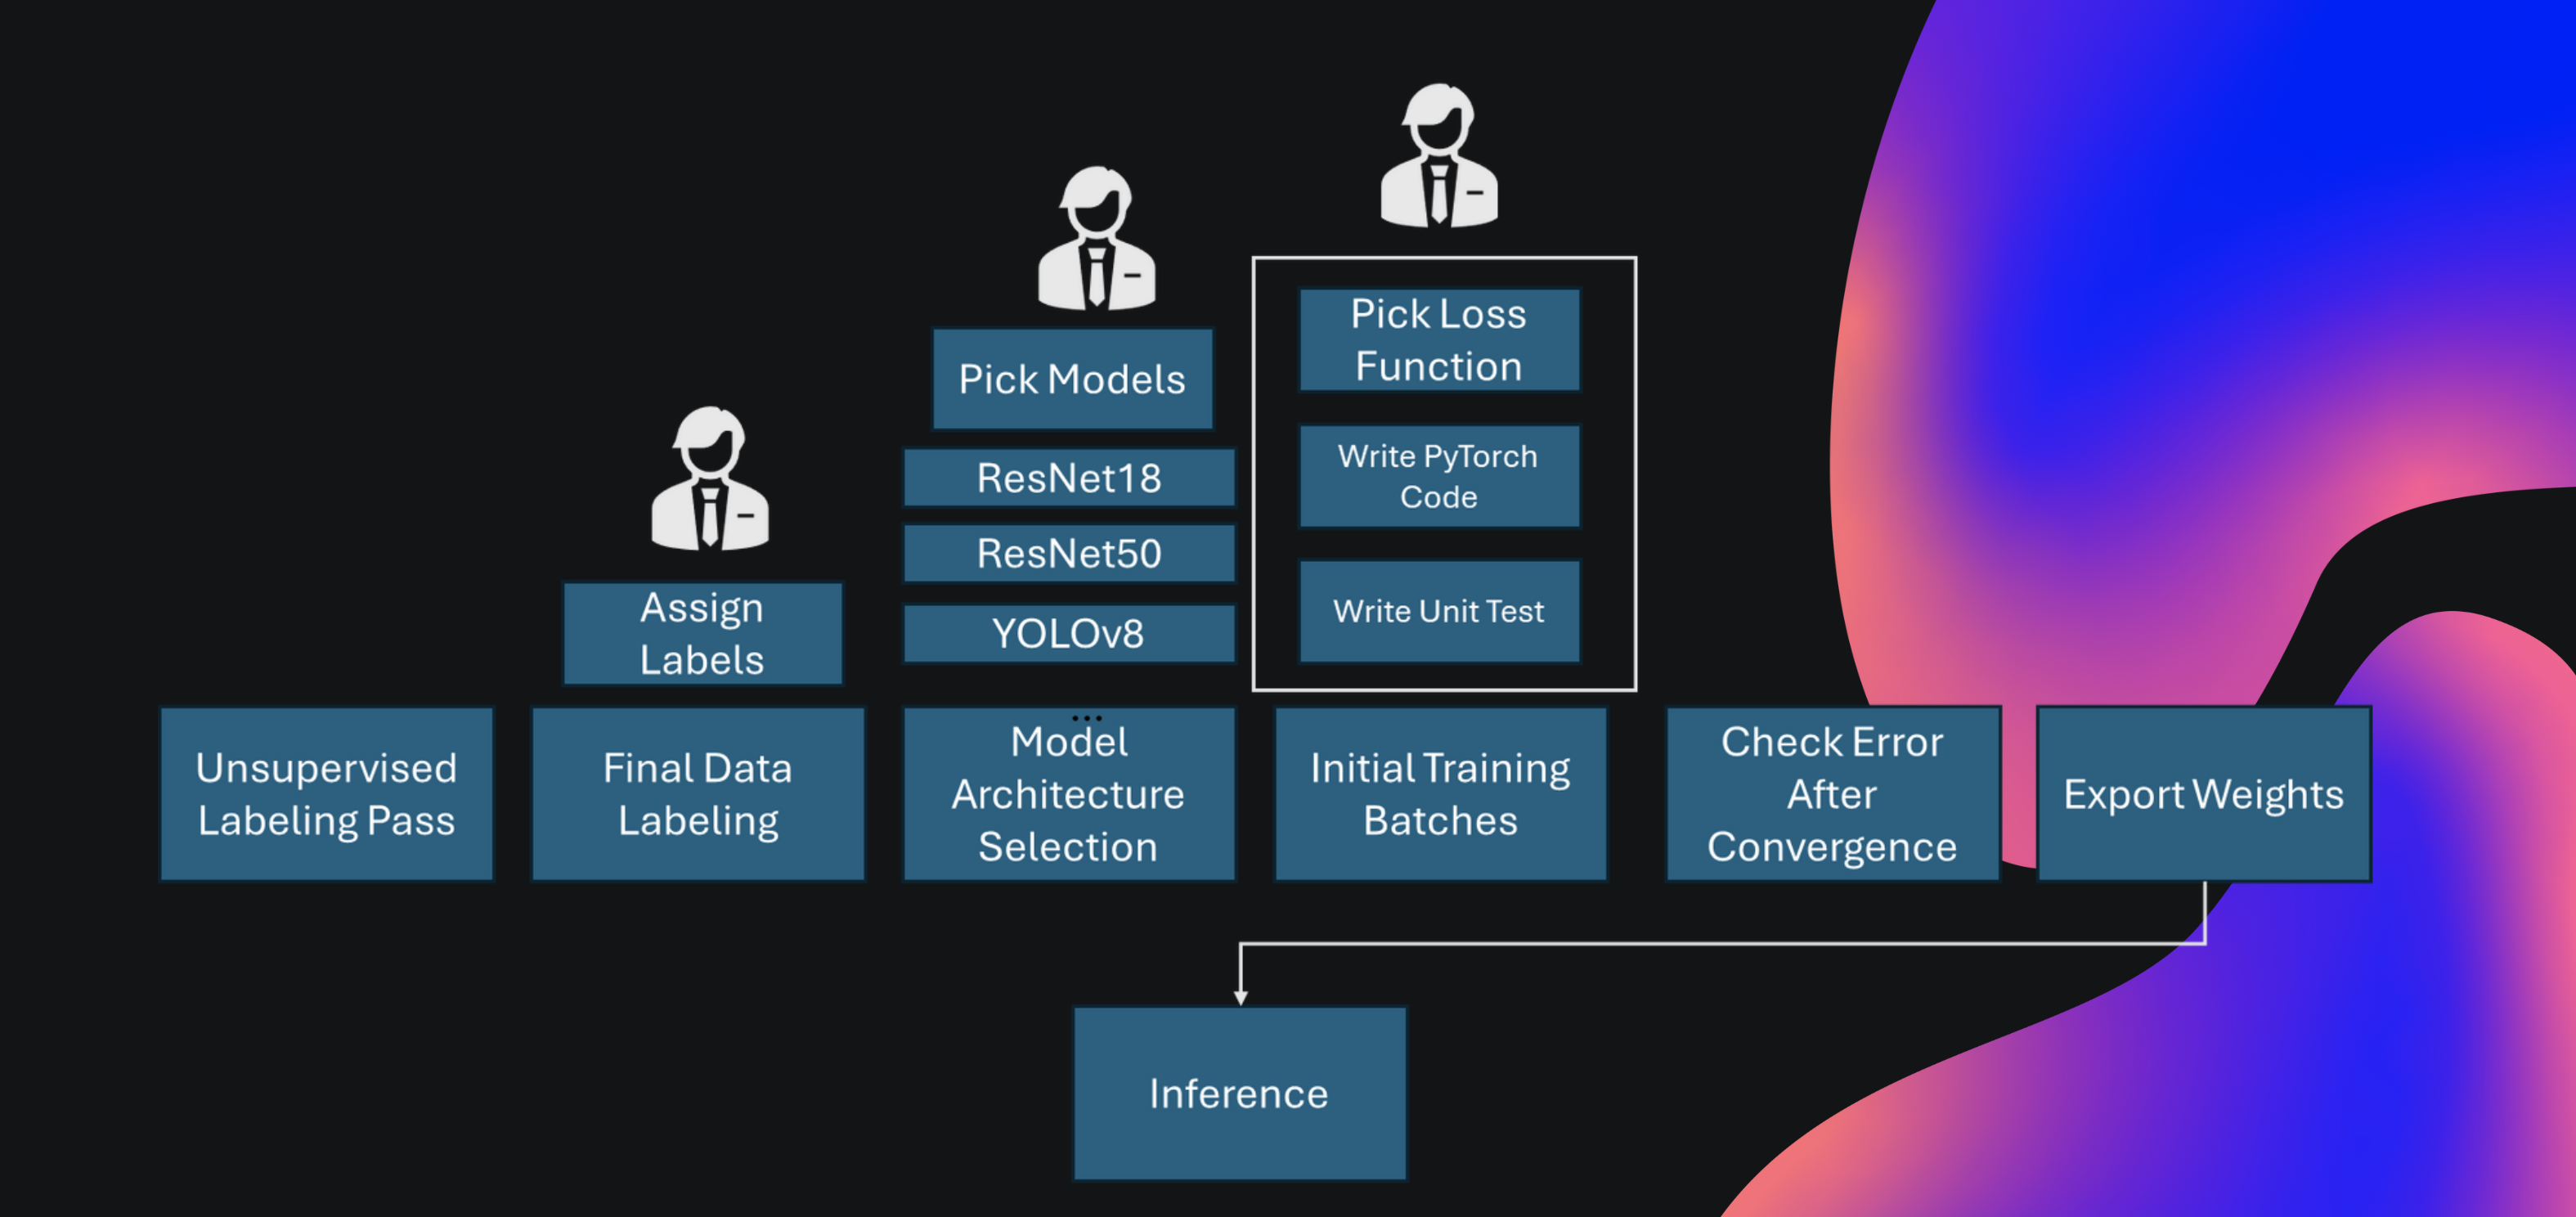 Pick Loss
Function
Pick Models
Write PyTorch
Code
ResNet18
ResNet50
Write Unit Test
Assign
Labels
YOLOv8
Unsupervised
Labeling Pass
Final Data
Labeling
...
Model
Architecture
Selection
Initial Training
Batches
Check Error
After
Convergence
Export Weights
Inference